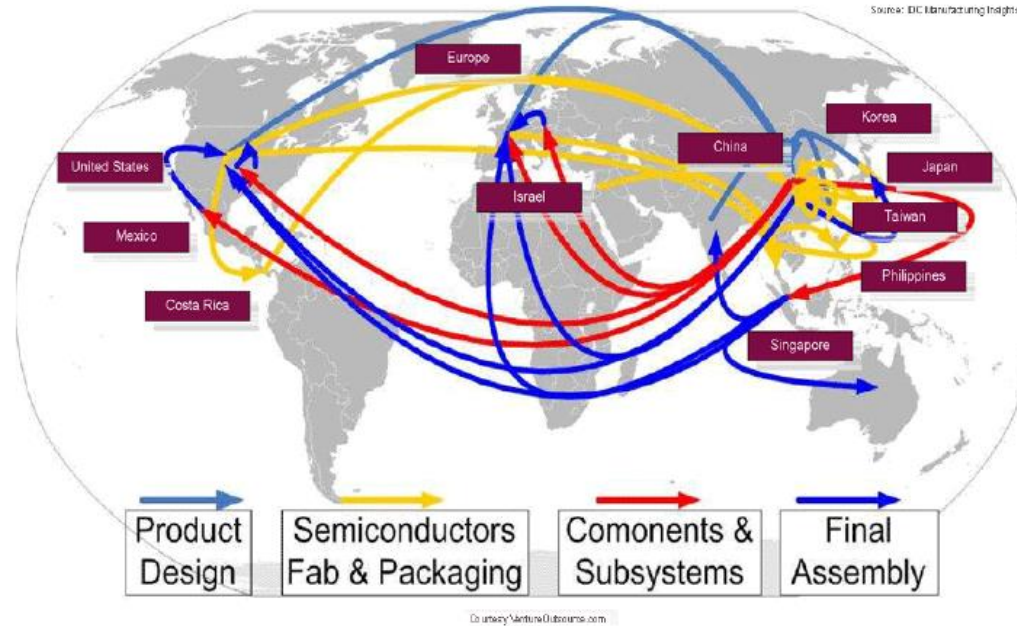 Source: IDC Manufacturing Insights
Europe
Korea
China
United States
Japan
Israel
Taiwan
Mexico
Philippines
Costa Rica
Singapore
Product
Design
Semiconductors
Fab & Packaging
Comonents &
Subsystems
Final
Assembly
Courtesy VentureOutsource.com